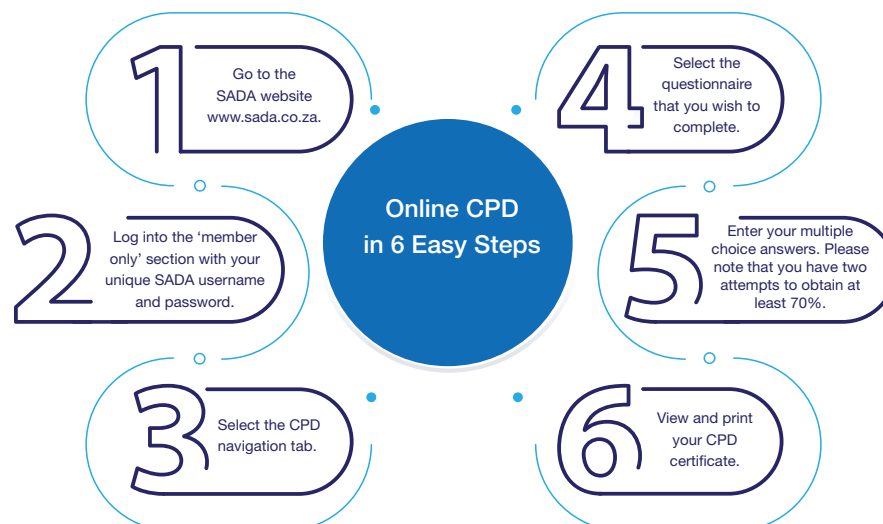 Online CPD
in 6 Easy Steps
1
Go to the
SADA website
www.sada.co.za.
2
Log into the ‘member
only’ section with your
unique SADA username
and password.
3
Select the CPD
navigation tab.
4
Select the
questionnaire
that you wish to
complete.
5
Enter your multiple
choice answers. Please
note that you have two
attempts to obtain at
least 70%.
6
View and print
your CPD
certificate.